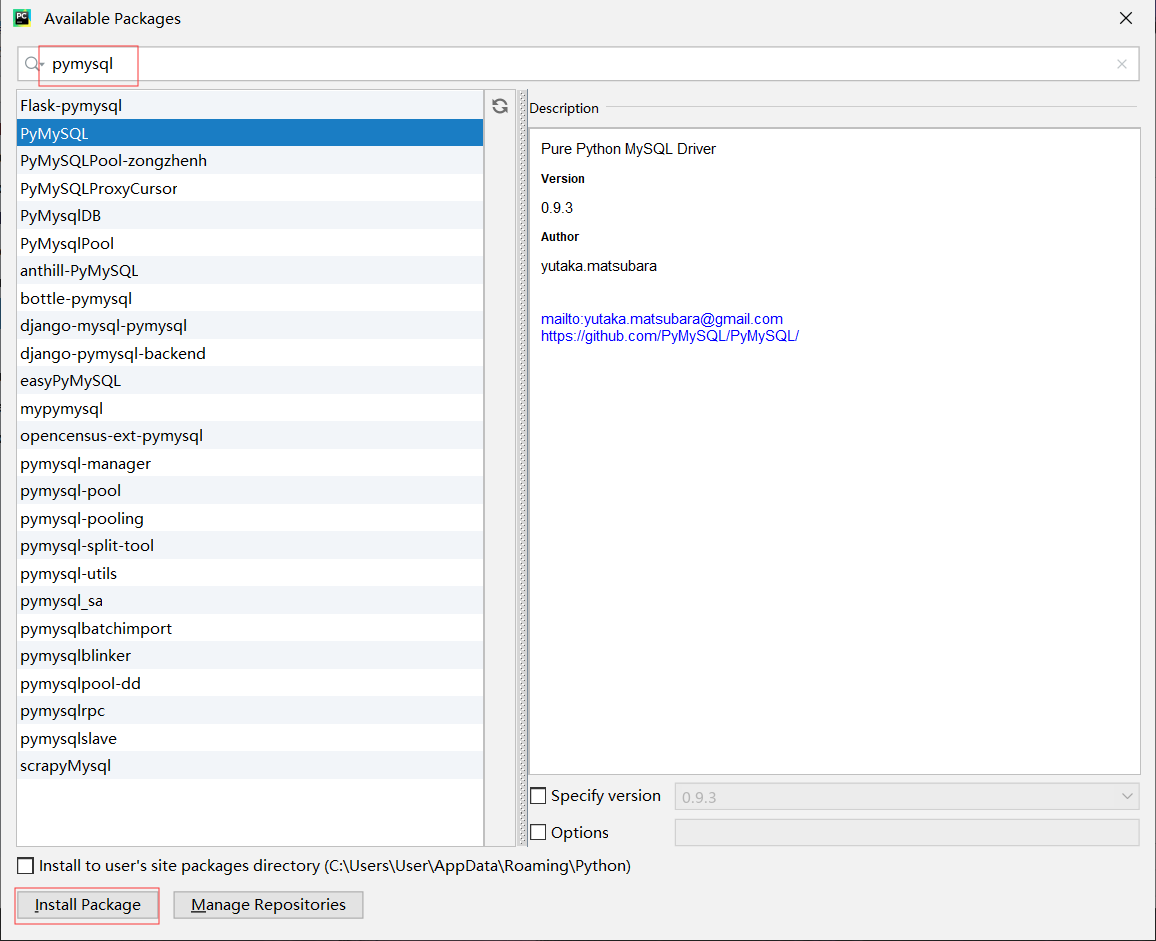 PC
Available Packages
pymysql
Flask-pymysql
PyMySQL
PyMySQLPool-zongzhenh
PyMySQLProxyCursor
PyMysqlDB
PyMysqlPool
anthill-PyMySQL
bottle-pymysql
django-mysql-pymysql
django-pymysql-backend
easyPyMySQL
mypymysql
opencensus-ext-pymysql
pymysql-manager
pymysql-pool
pymysql-pooling
pymysql-split-tool
pymysql-utils
pymysql_sa
pymysqlbatchimport
pymysqlblinker
pymysqlpool-dd
pymysqlrpc
pymysqlslave
scrapyMysql
Description
Pure Python MySQL Driver
Version
0.9.3
Author
yutaka.matsubara
mailto:yutaka.matsubara@gmail.com
https://github.com/PyMySQL/PyMySQL/
Specify version 0.9.3
Options
Install to user's site packages directory (C:\Users\User\AppData\Roaming\Python)
Install Package Manage Repositories